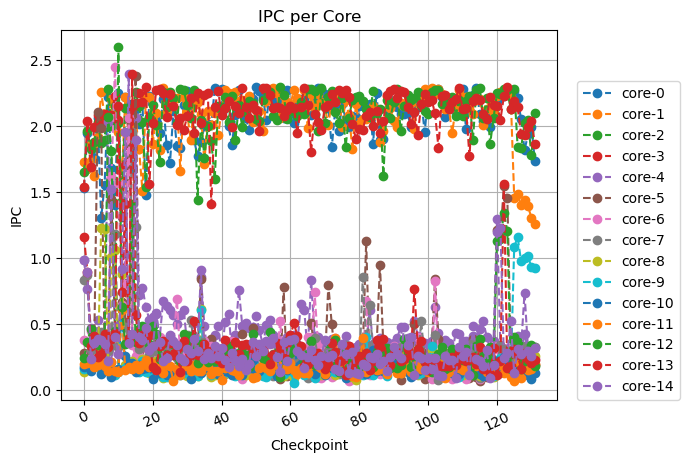 IPC per Core
IPC
2.5
2.0
1.5
1.0
0.5
0.0
0
20
40
60
80
100
120
Checkpoint
core-0
core-1
core-2
core-3
core-4
core-5
core-6
core-7
core-8
core-9
core-10
core-11
core-12
core-13
core-14